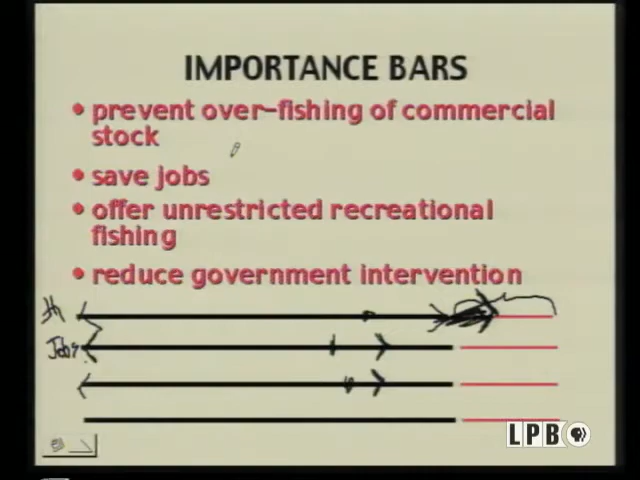 IMPORTANCE BARS
• prevent over-fishing of commercial
stock
• save jobs
• offer unrestricted recreational
fishing
• reduce government intervention
Jobs
LPB